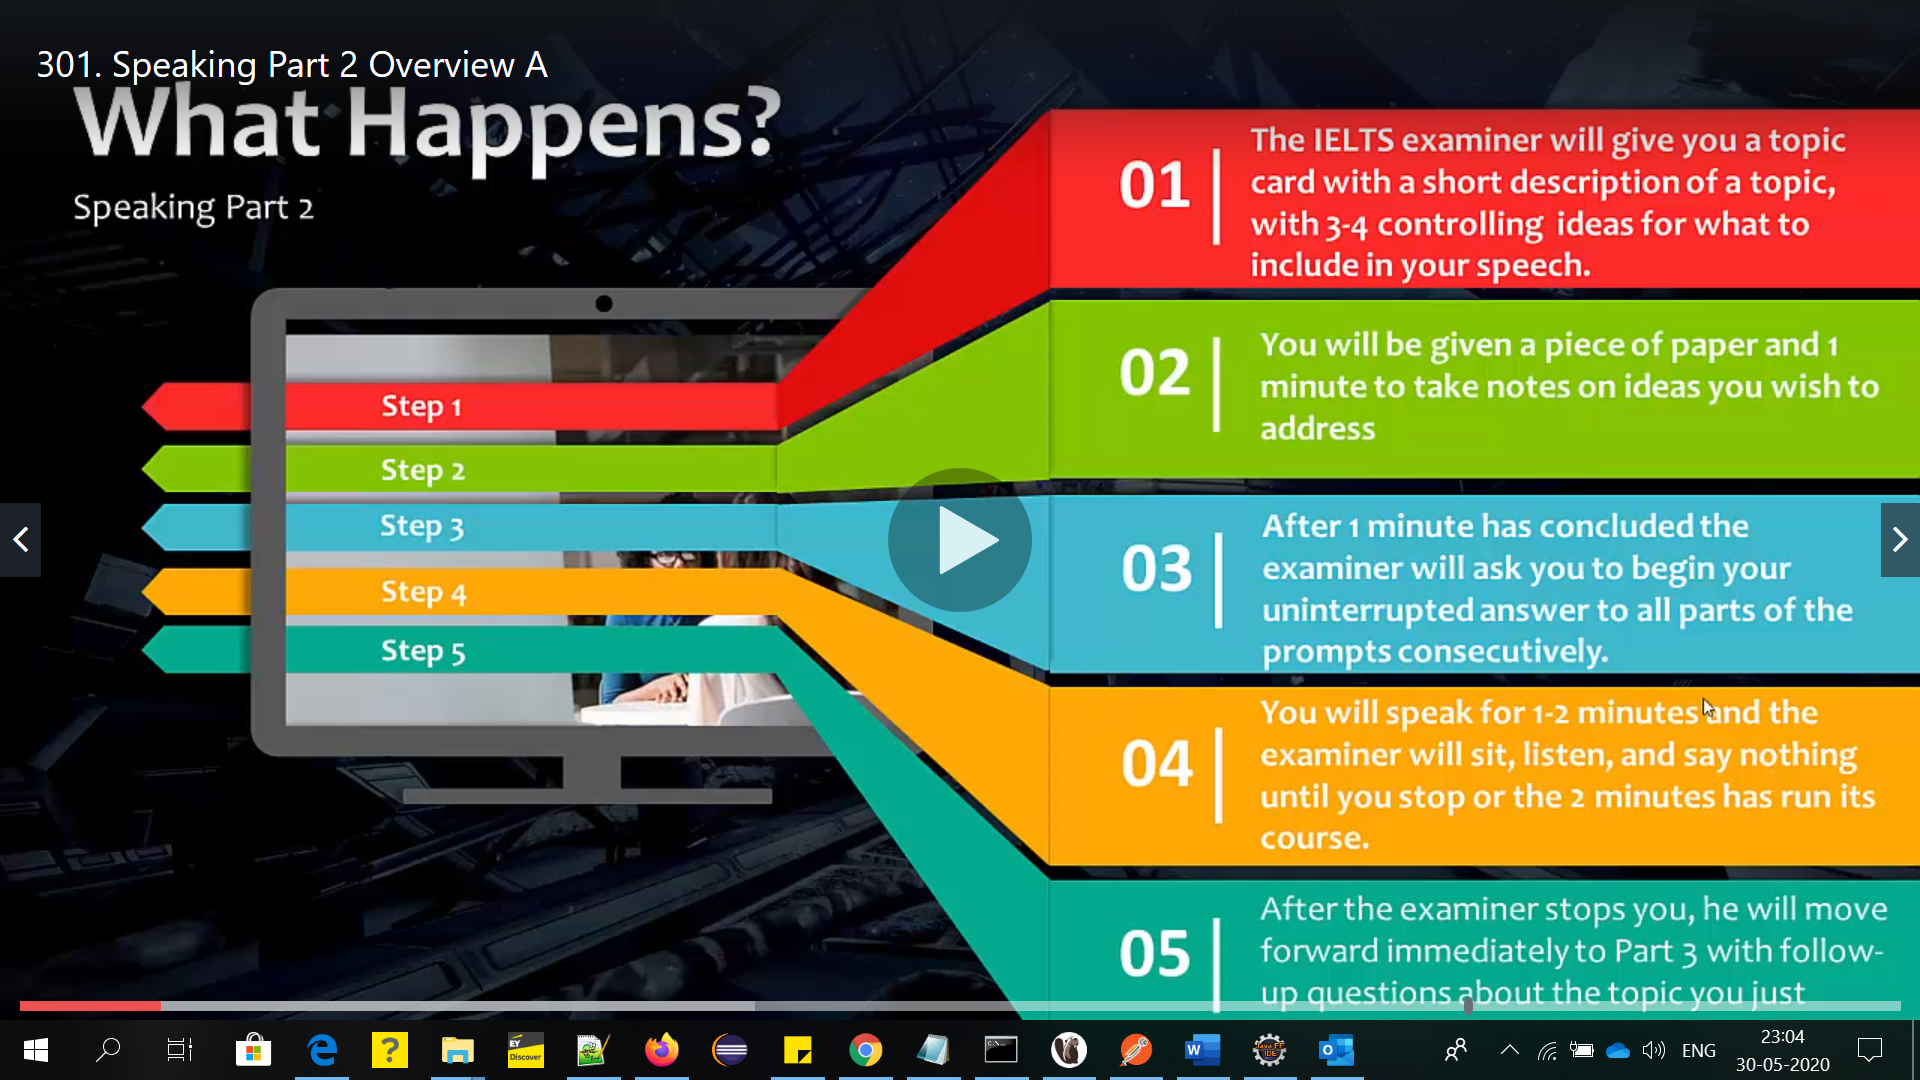 301. Speaking Part 2 Overview A
What Happens?
Speaking Part 2
Step 1
Step 2
Step 3
Step 4
Step 5
01
The IELTS examiner will give you a topic
card with a short description of a topic,
with 3-4 controlling ideas for what to
include in your speech.
02
You will be given a piece of paper and 1
minute to take notes on ideas you wish to
address
03
After 1 minute has concluded the
examiner will ask you to begin your
uninterrupted answer to all parts of the
prompts consecutively.
04
You will speak for 1-2 minutes and the
examiner will sit, listen, and say nothing
until you stop or the 2 minutes has run its
course.
05
After the examiner stops you, he will move
forward immediately to Part 3 with follow-
up questions about the topic you just
EY
Discover
ENG
23:04
30-05-2020